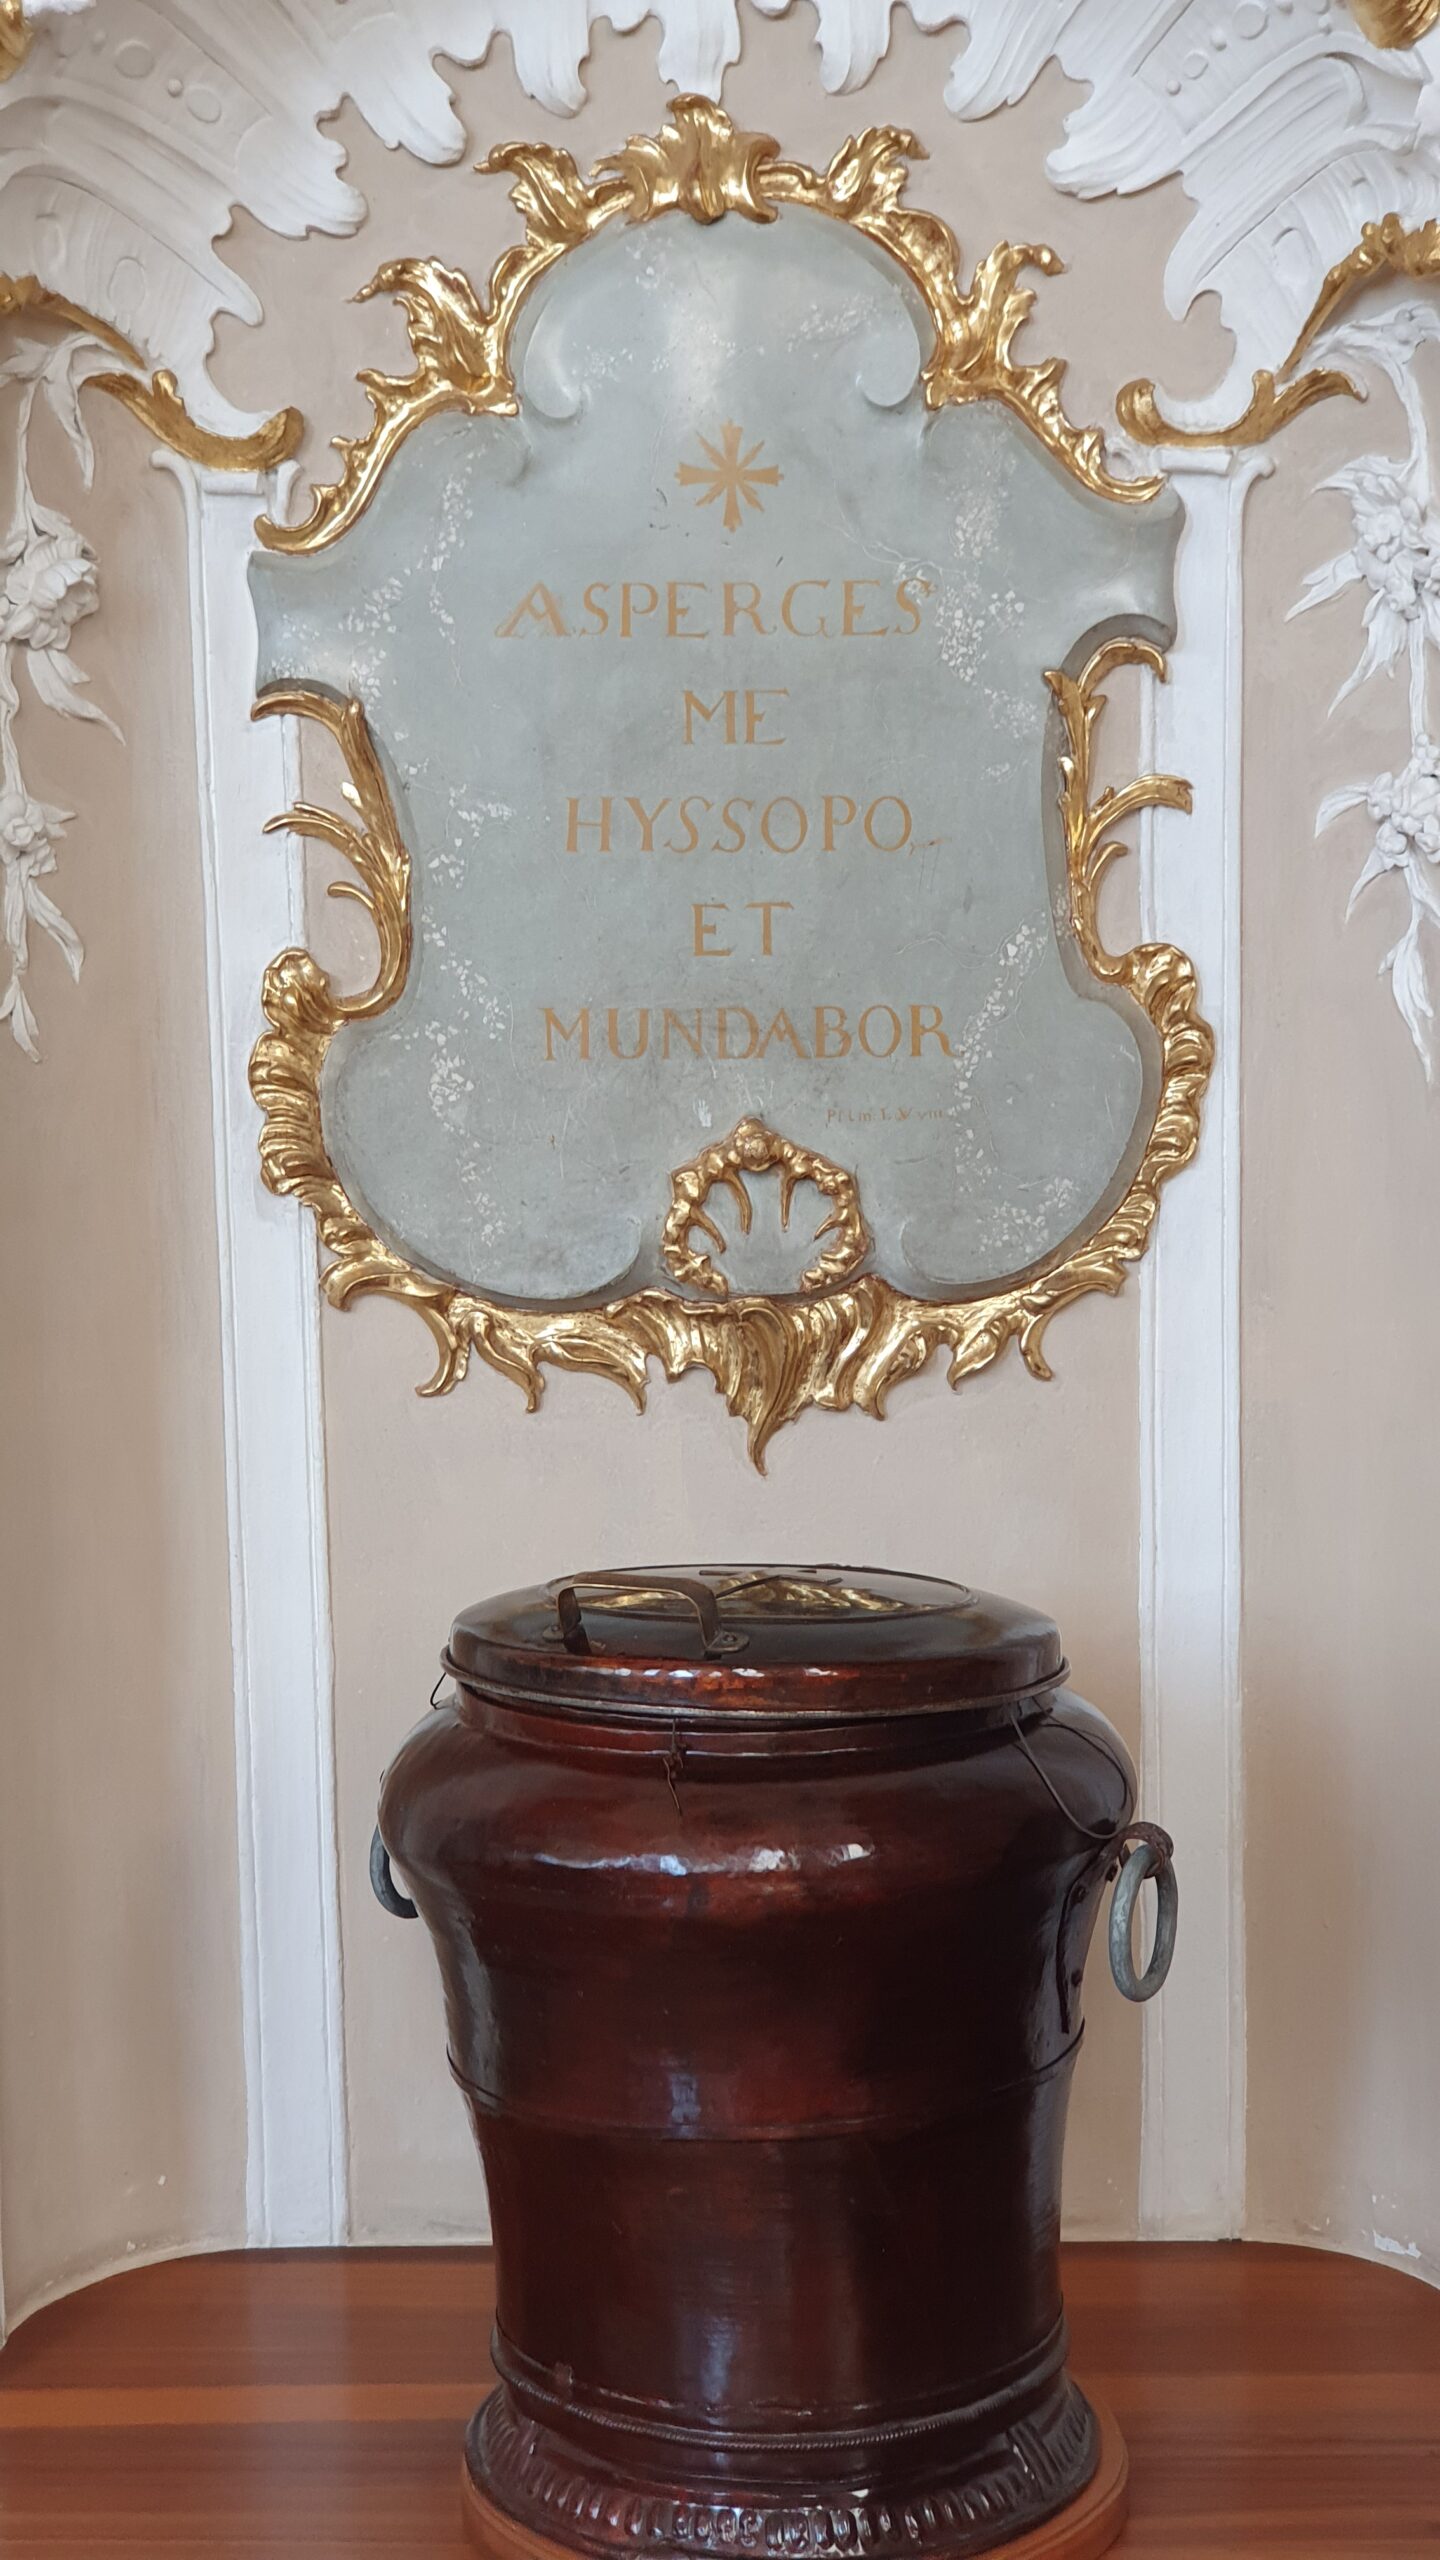 ASPERGES
ME
HYSSOPO,
ET
MUNDABOR